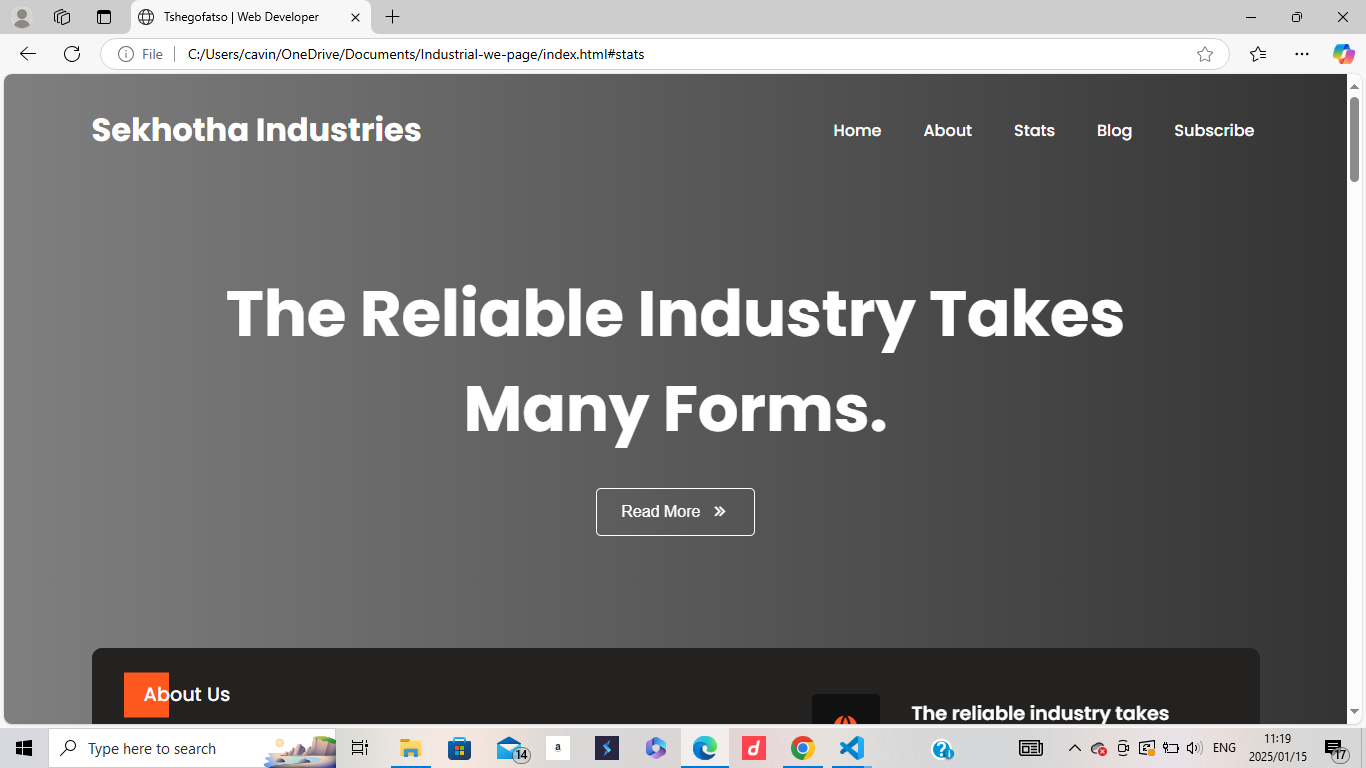 Tshegofatso | Web Developer
File
C:/Users/cavin/OneDrive/Documents/Industrial-we-page/index.html#stats
Sekhotha Industries
Home About Stats Blog Subscribe
The Reliable Industry Takes
Many Forms.
Read More »
About Us
The reliable industry takes
Type here to search
14
a
d
ENG
11:19
2025/01/15
17